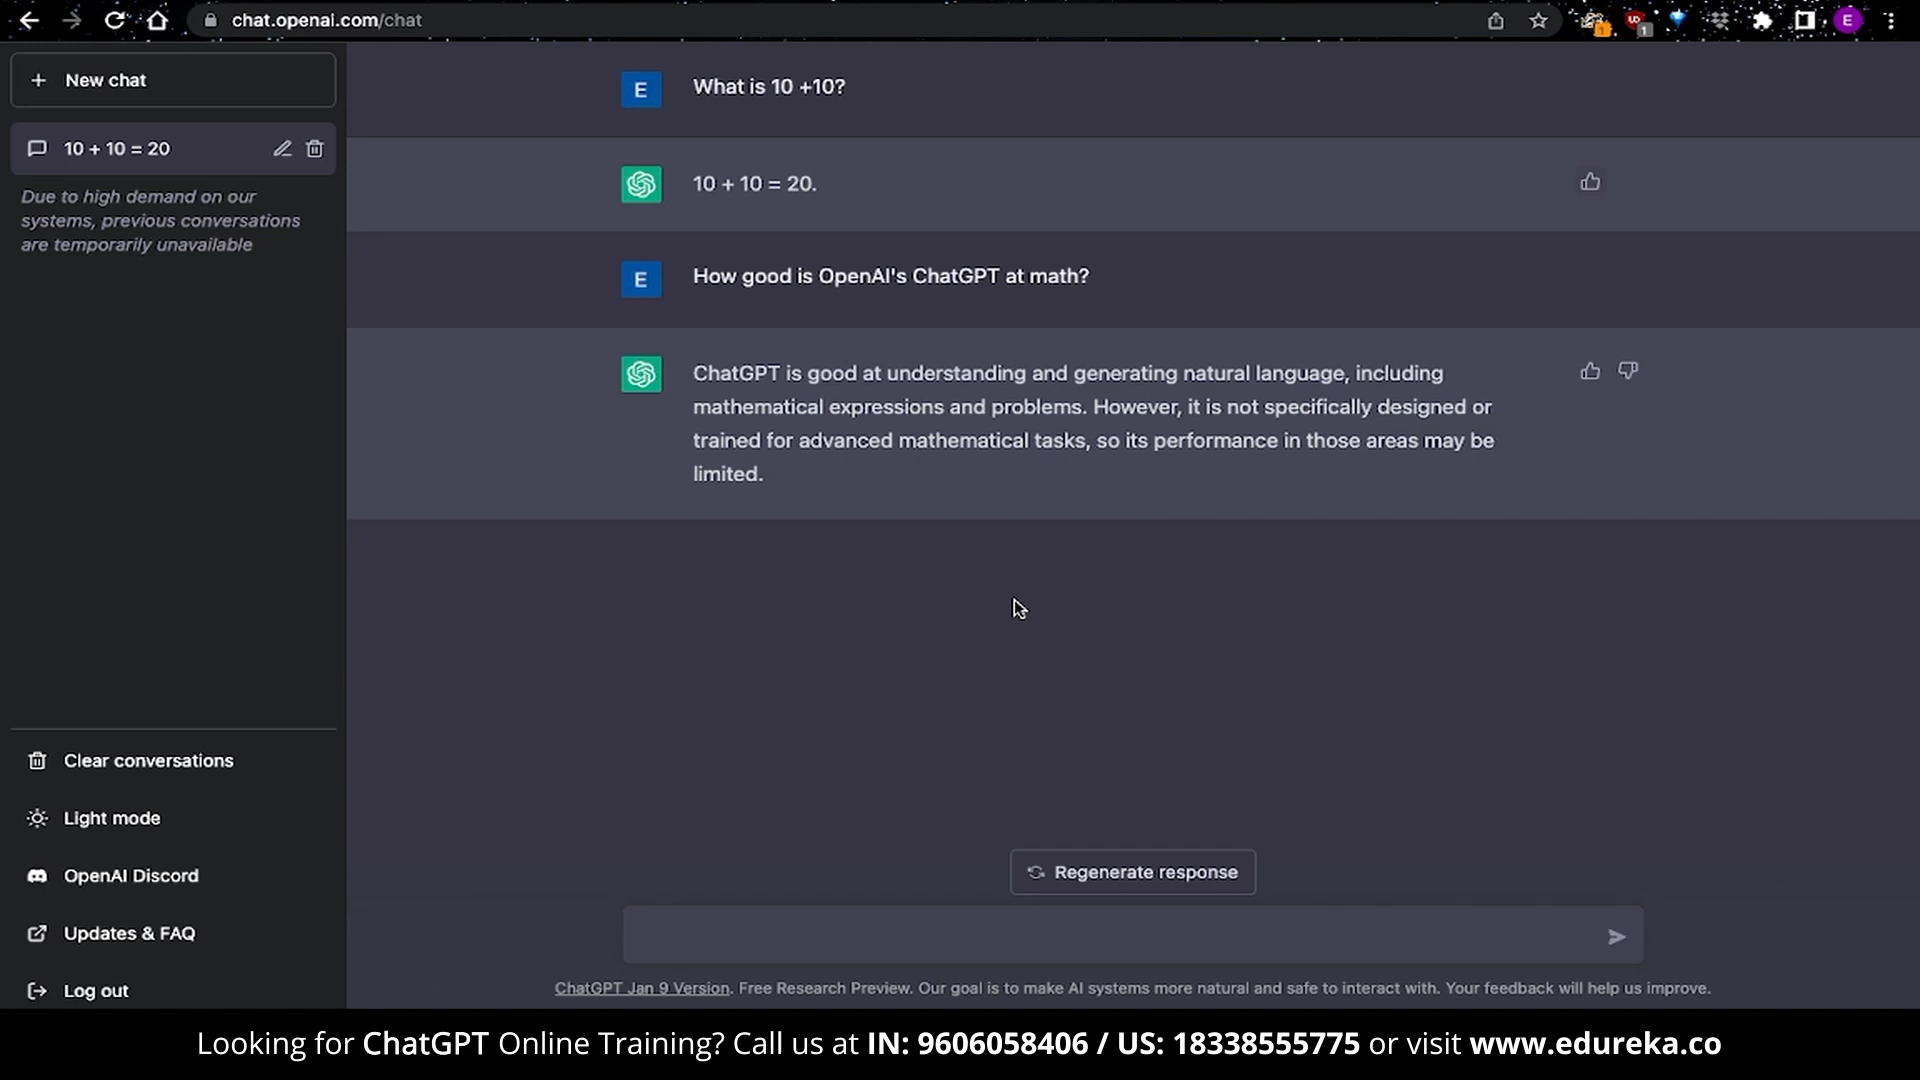 chat.openai.com/chat
E
New chat
10 + 10 = 20
Due to high demand on our
systems, previous conversations
are temporarily unavailable
E
What is 10 +10?
10 + 10 = 20.
E
How good is OpenAI's ChatGPT at math?
ChatGPT is good at understanding and generating natural language, including
mathematical expressions and problems. However, it is not specifically designed or
trained for advanced mathematical tasks, so its performance in those areas may be
limited.
Clear conversations
Light mode
OpenAI Discord
Updates & FAQ
Log out
Regenerate response
ChatGPT Jan 9 Version. Free Research Preview. Our goal is to make AI systems more natural and safe to interact with. Your feedback will help us improve.
Looking for ChatGPT Online Training? Call us at IN: 9606058406 / US: 18338555775 or visit www.edureka.co